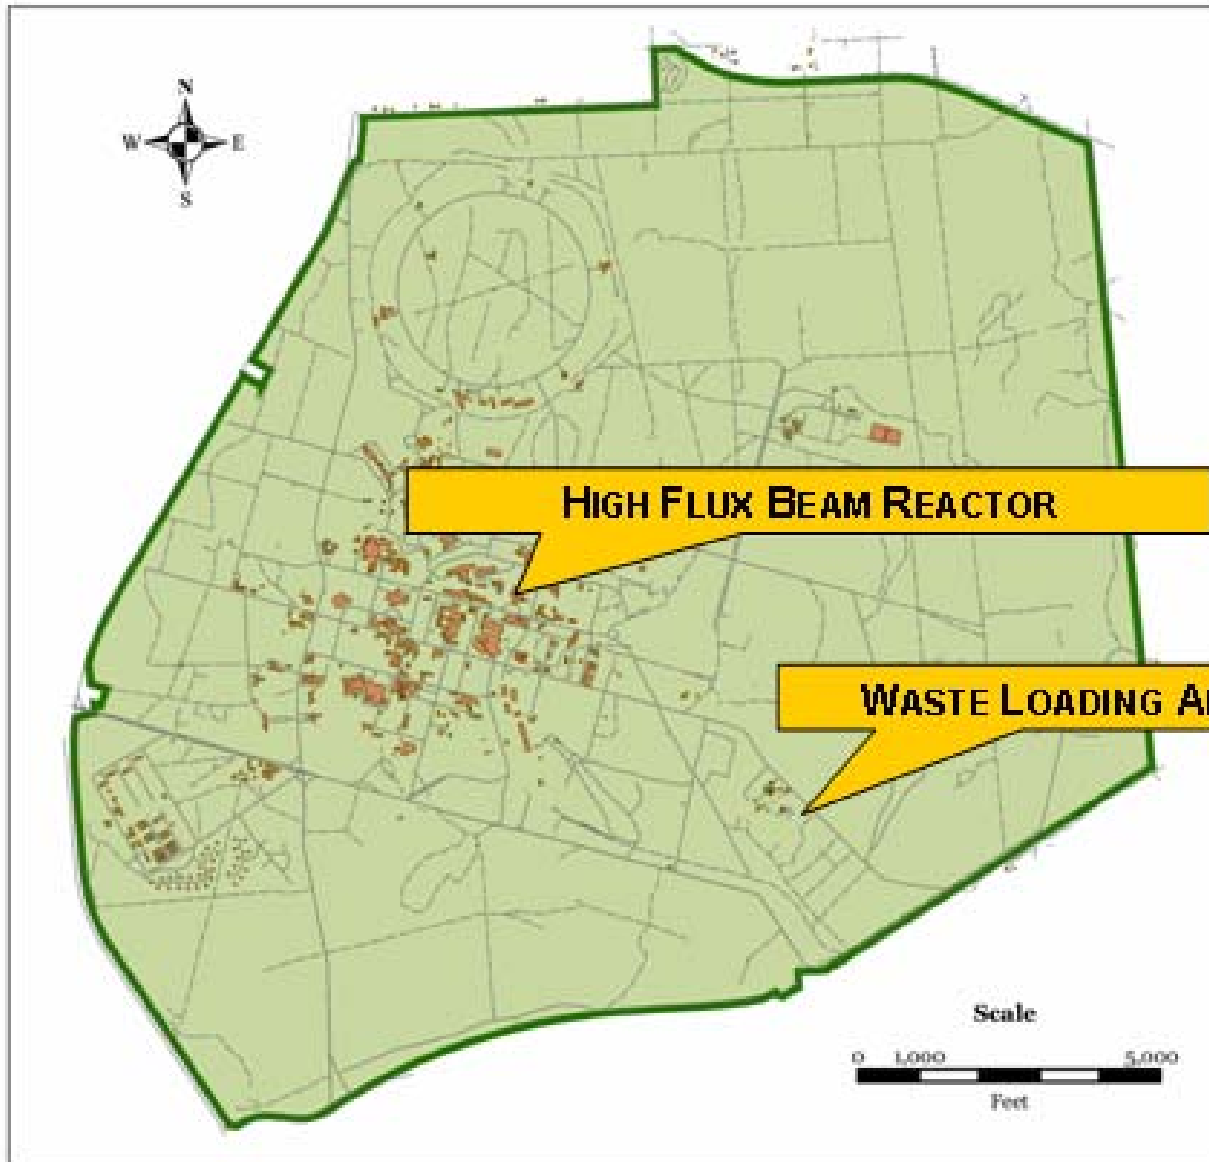 N
W E
S
HIGH FLUX BEAM REACTOR
WASTE LOADING
Scale
0 1,000 5,000
Feet